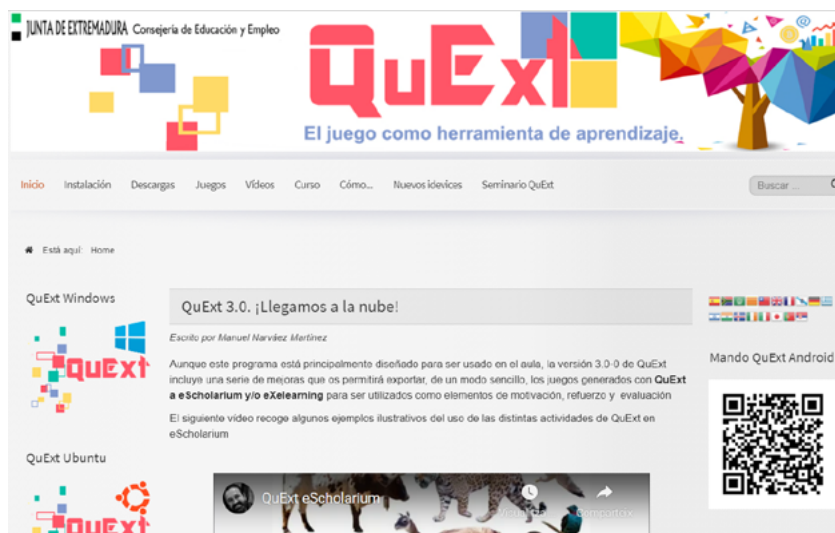 JUNTA DE EXTREMADURA Consejería de Educación y Empleo
QuExt
El juego como herramienta de aprendizaje.
Inicio Instalación Descargas Juegos Vídeos Curso Cómo... Nuevos idevices Seminario QuExt Buscar ...
Está aquí: Home
QuExt Windows
QuExt
QuExt Ubuntu
QuExt
QuExt 3.0. ¡Llegamos a la nube!
Escrito por Manuel Narváez Martínez
Aunque este programa está principalmente diseñado para ser usado en el aula, la versión 3.0-0 de QuExt
incluye una serie de mejoras que os permitirá exportar, de un modo sencillo, los juegos generados con QuExt
a eScholarium y/o eXelearning para ser utilizados como elementos de motivación, refuerzo y evaluación
El siguiente vídeo recoge algunos ejemplos ilustrativos del uso de las distintas actividades de QuExt en
eScholarium
QuExt eScholarium
Comparteix
Mando QuExt Android